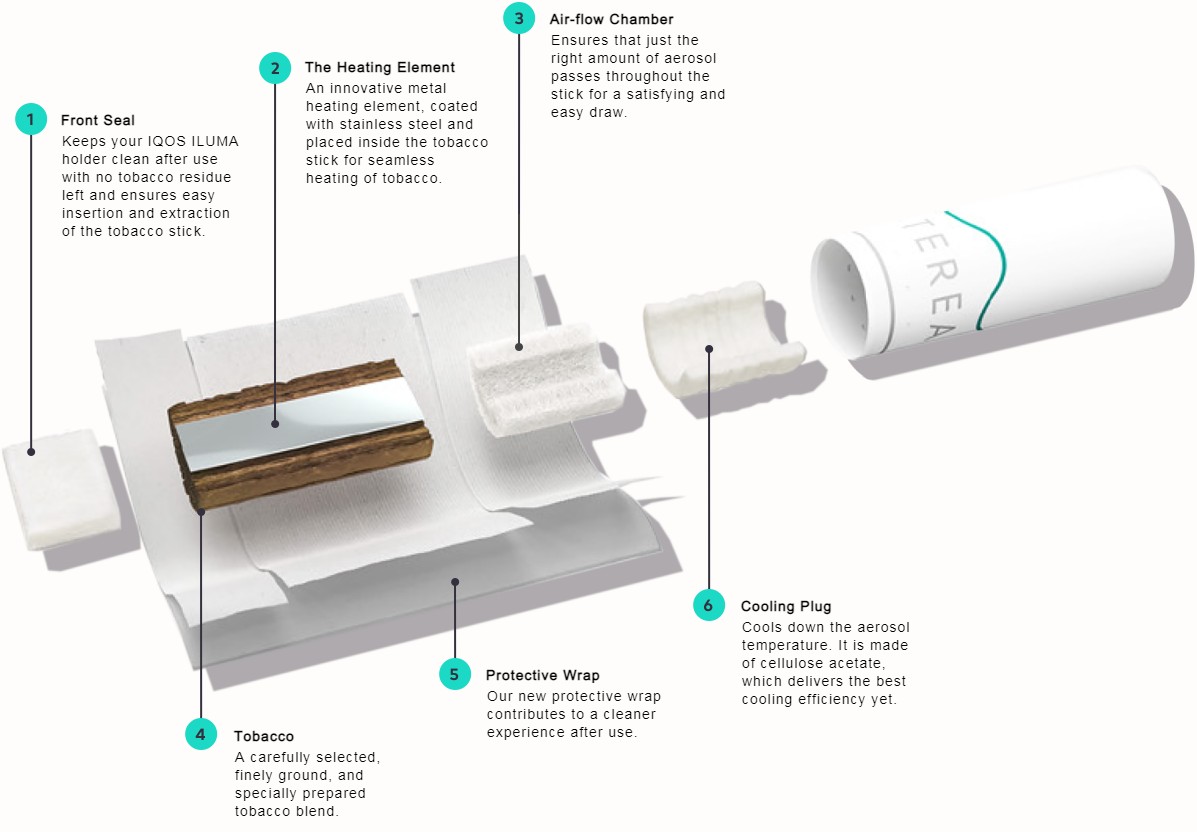 1
Front Seal
Keeps your IQOS ILUMA
holder clean after use
with no tobacco residue
left and ensures easy
insertion and extraction
of the tobacco stick.
2
The Heating Element
An innovative metal
heating element, coated
with stainless steel and
placed inside the tobacco
stick for seamless
heating of tobacco.
3
Air-flow Chamber
Ensures that just the
right amount of aerosol
passes throughout the
stick for a satisfying and
easy draw.
TEREA
4
Tobacco
A carefully selected,
finely ground, and
specially prepared
tobacco blend.
5
Protective Wrap
Our new protective wrap
contributes to a cleaner
experience after use.
6
Cooling Plug
Cools down the aerosol
temperature. It is made
of cellulose acetate,
which delivers the best
cooling efficiency yet.